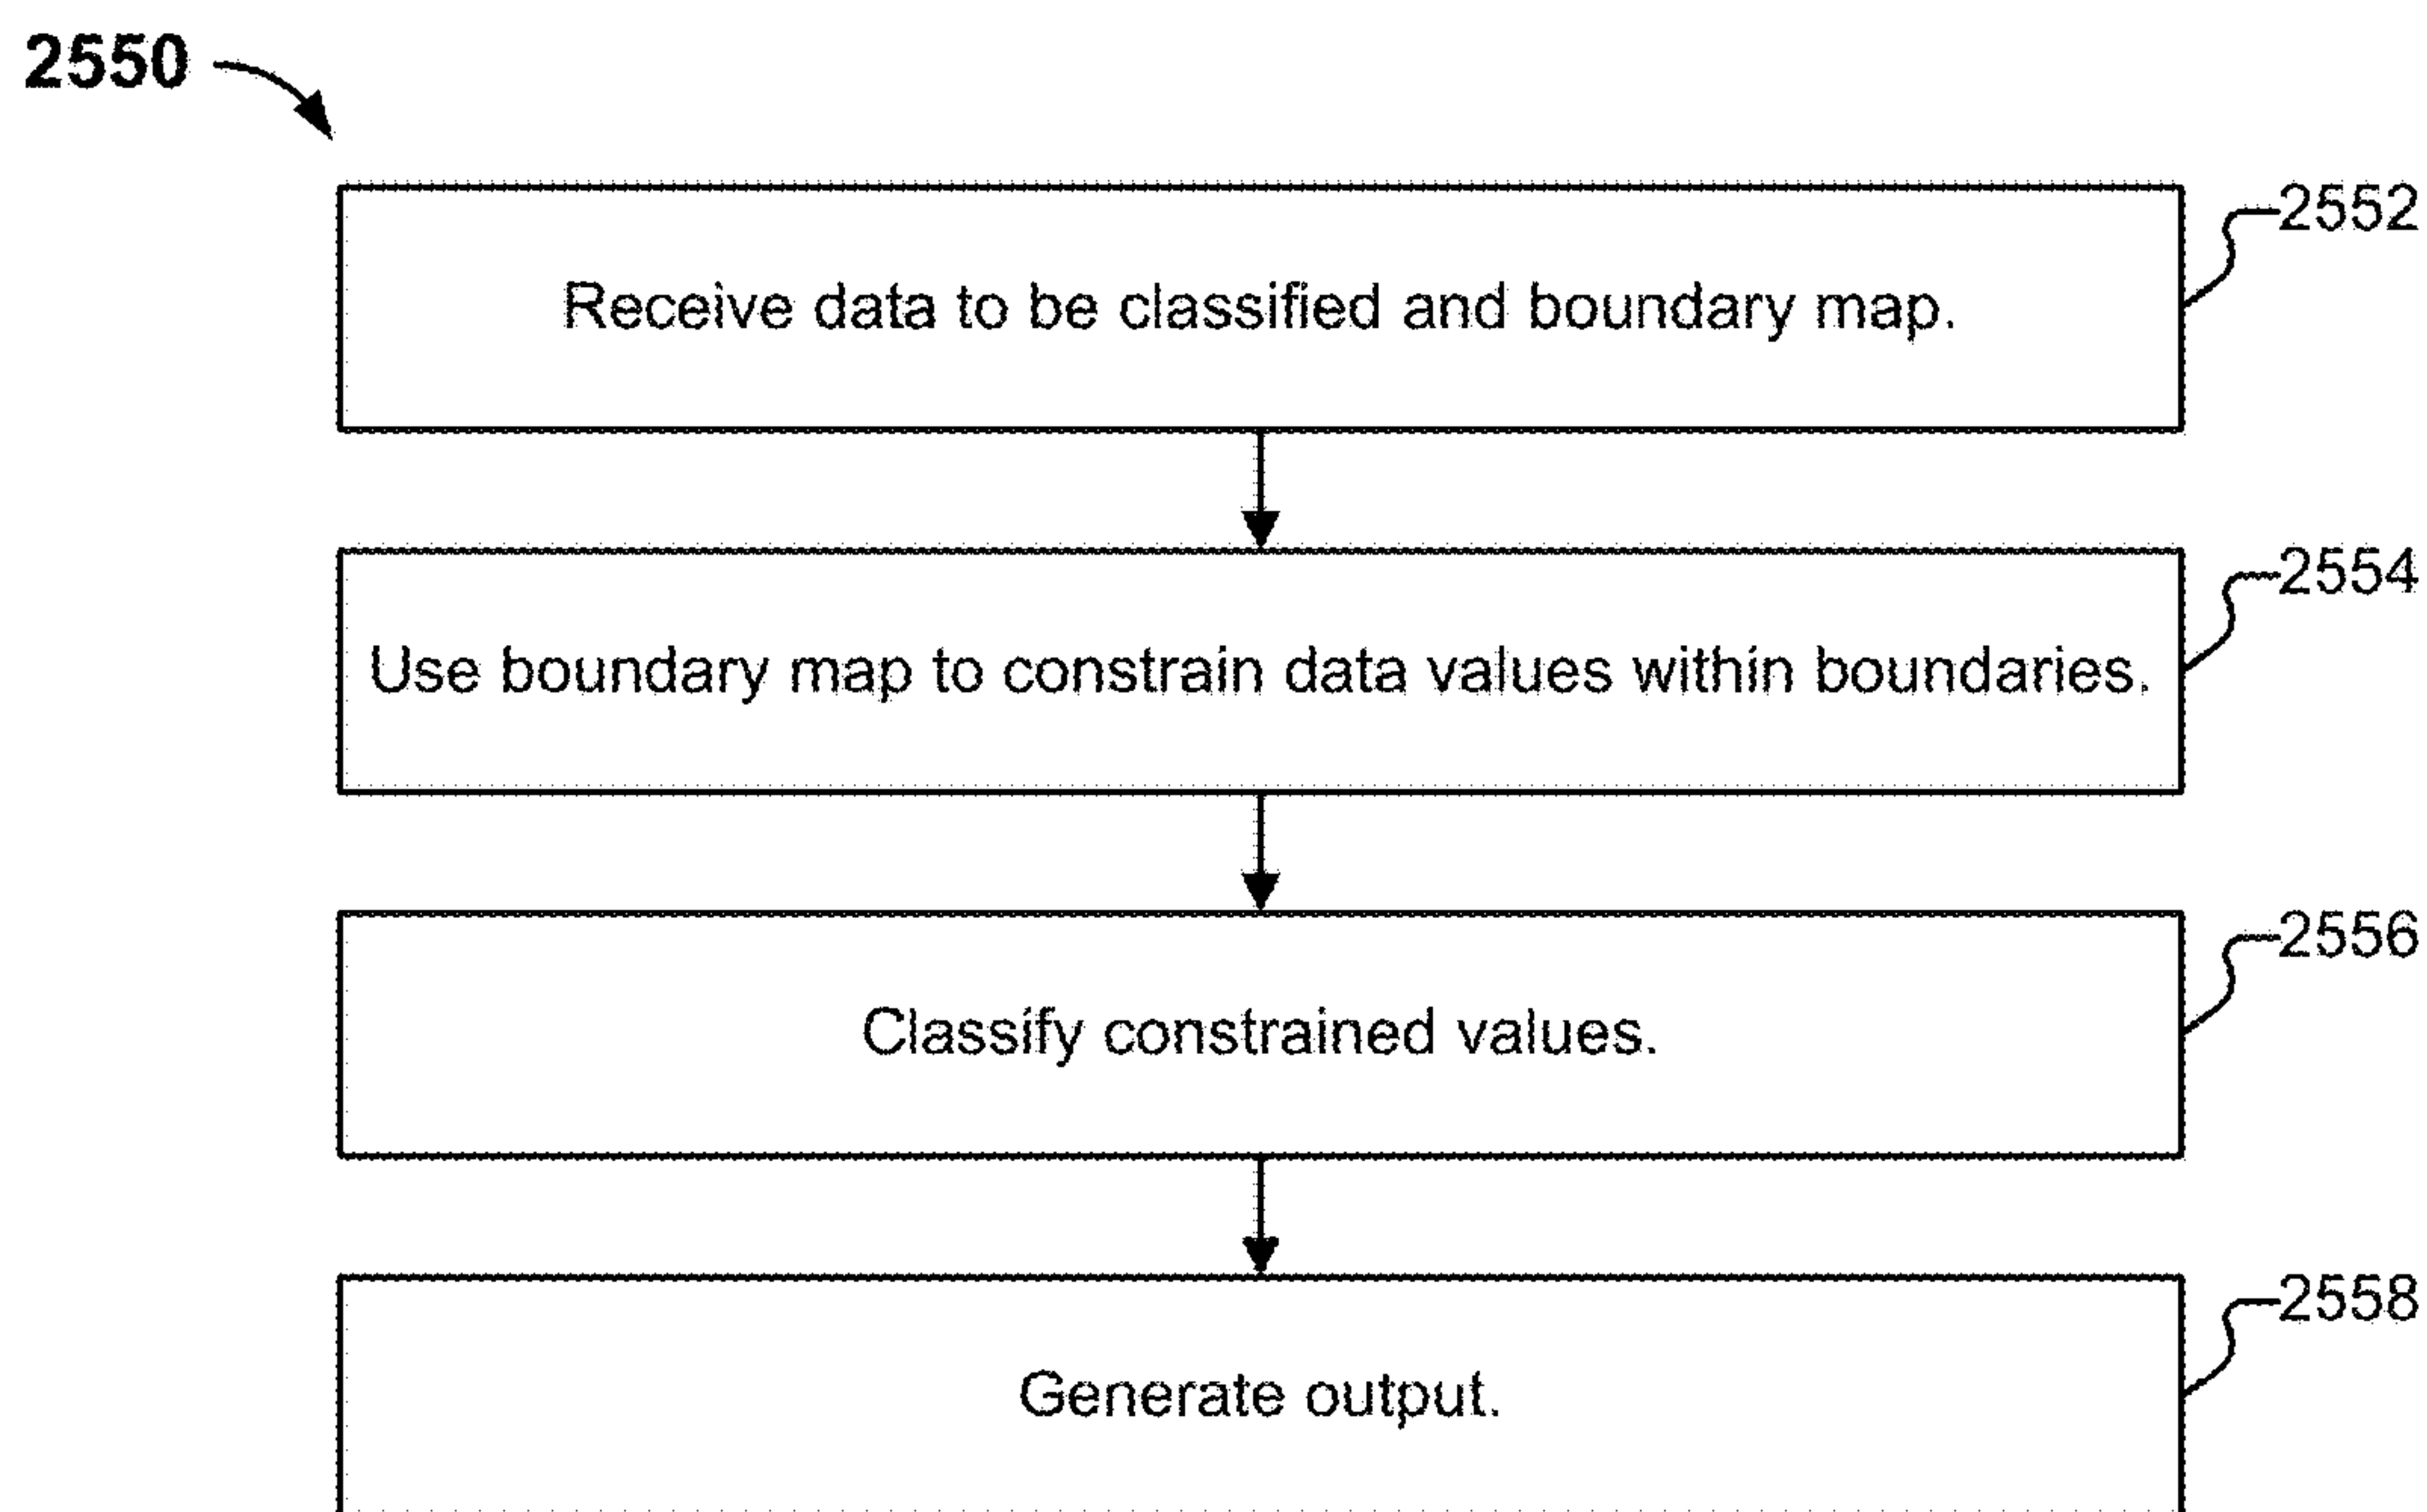 2550
2552
Receive data to be classified and boundary map.
2554
Use boundary map to constrain data values within boundaries.
2556
Classify constrained values.
2558
Generate output.